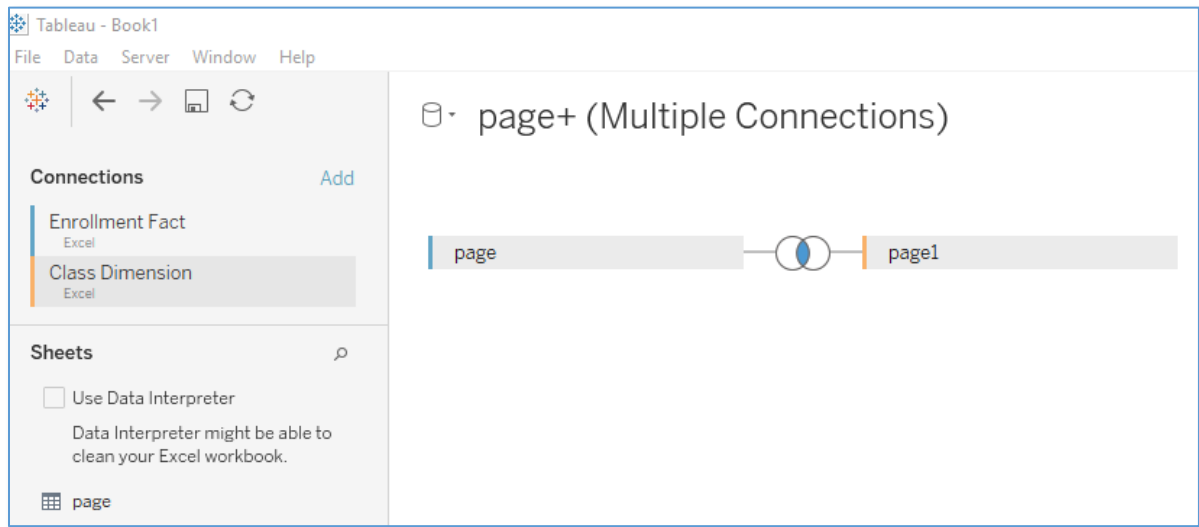 Tableau - Book1
File Data Server Window Help
page+ (Multiple Connections)
Connections Add
Enrollment Fact
Excel
Class Dimension
Excel
page page1
Sheets
Use Data Interpreter
Data Interpreter might be able to
clean your Excel workbook.
page